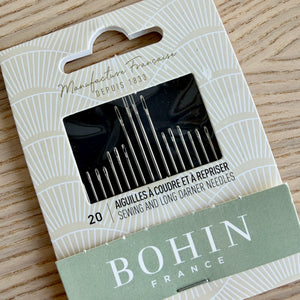 Manufacture Française
DEPUIS 1833
20
AIGUILLES À COUDRE ET À REPRISER
SEWING AND LONG DARNER NEEDLES
BOHIN
FRANCE